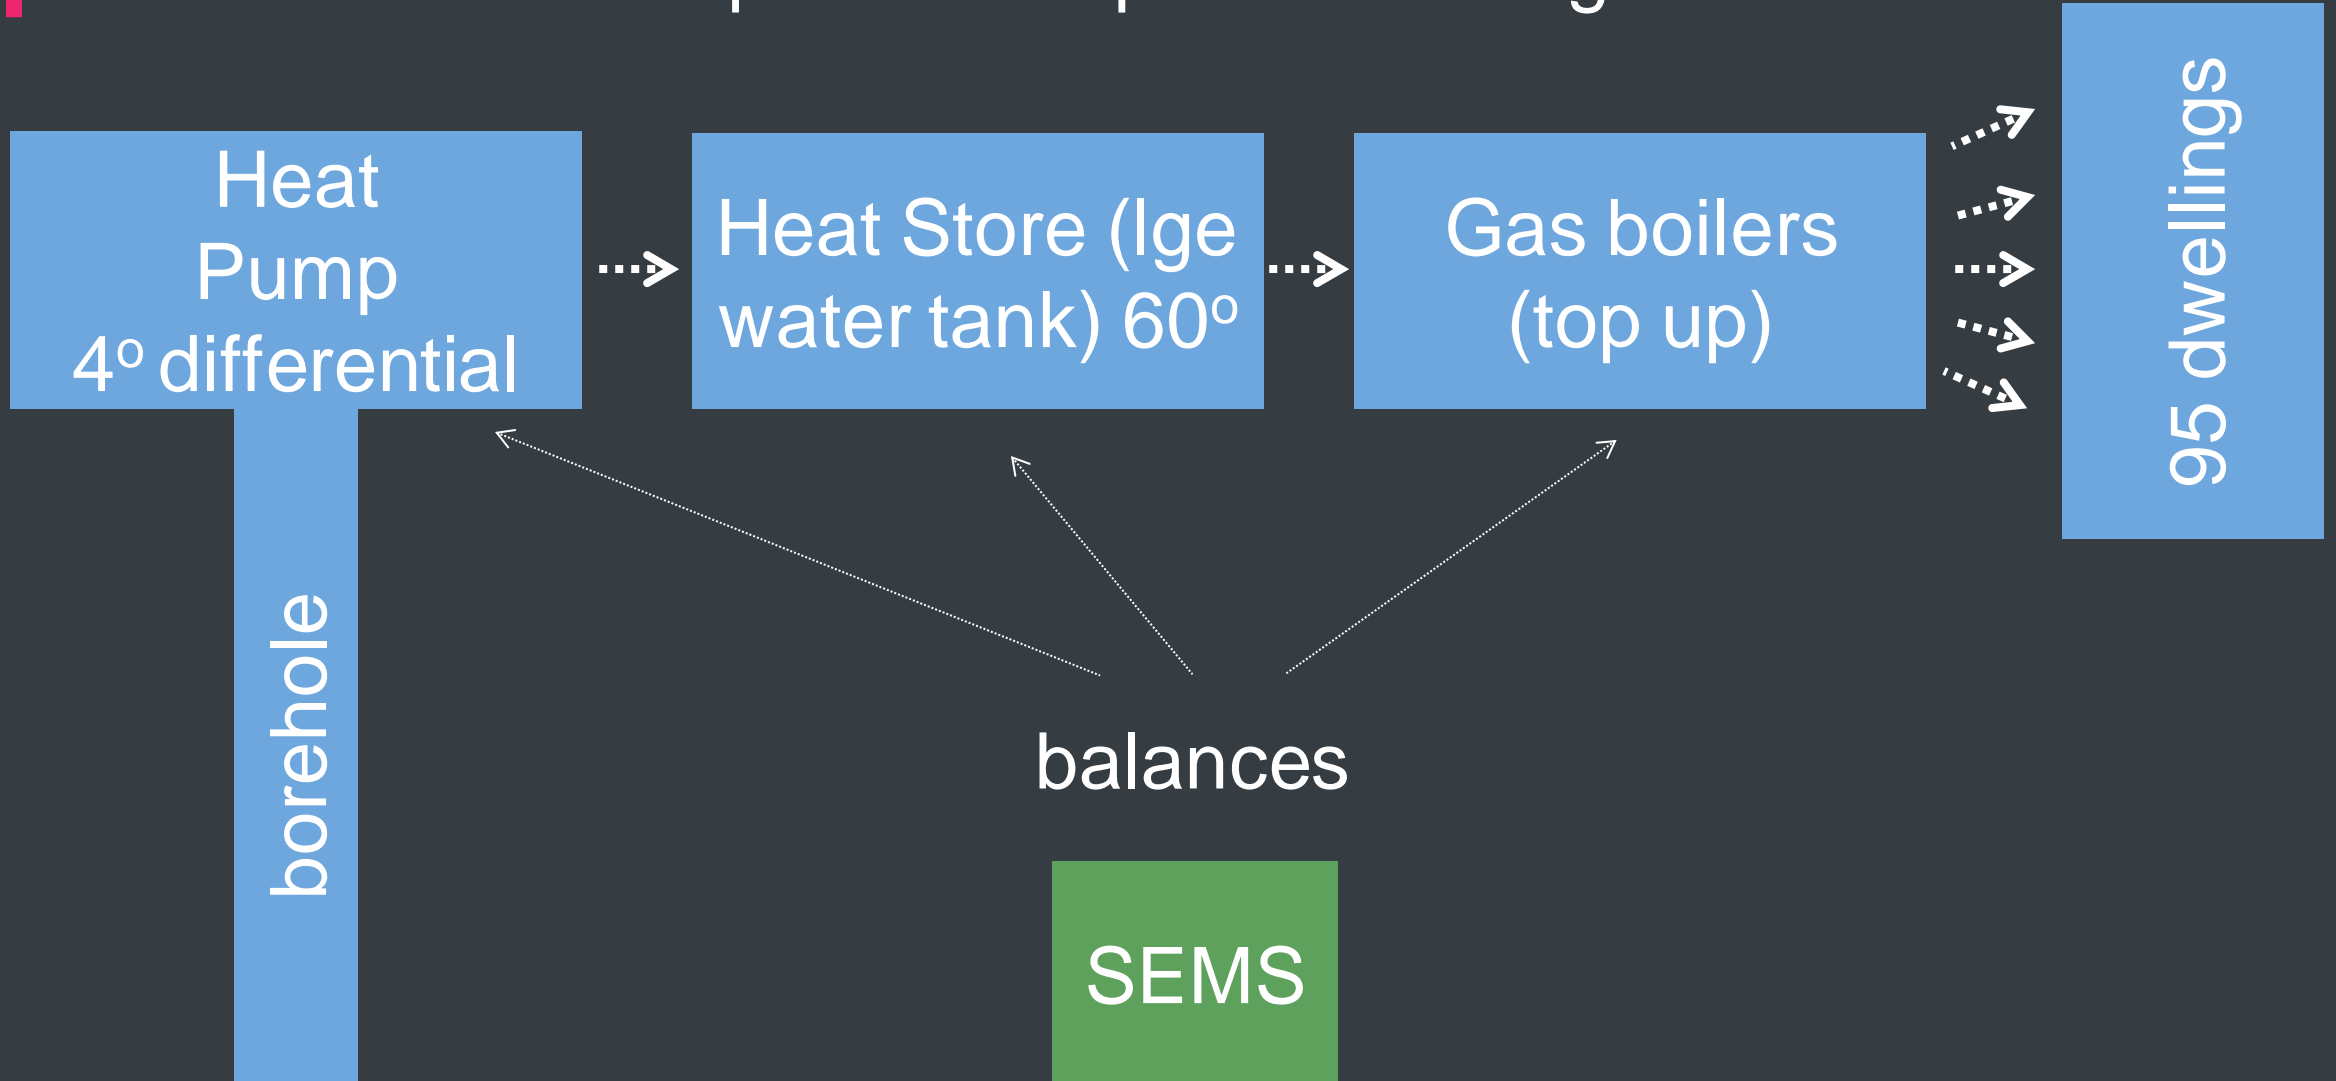 Heat
Pump
4º differential
Heat Store (lge
water tank) 60º
Gas boilers
(top up)
95 dwellings
borehole
balances
SEMS